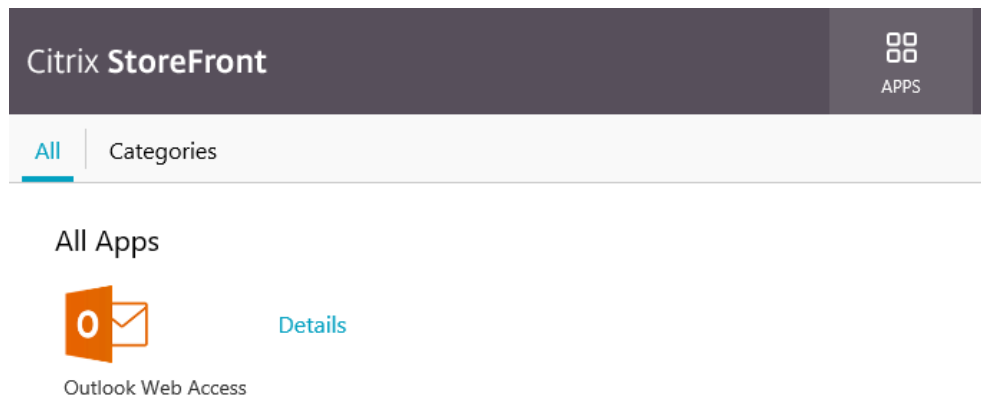 Citrix StoreFront
APPS
All
Categories
All Apps
O
Details
Outlook Web Access